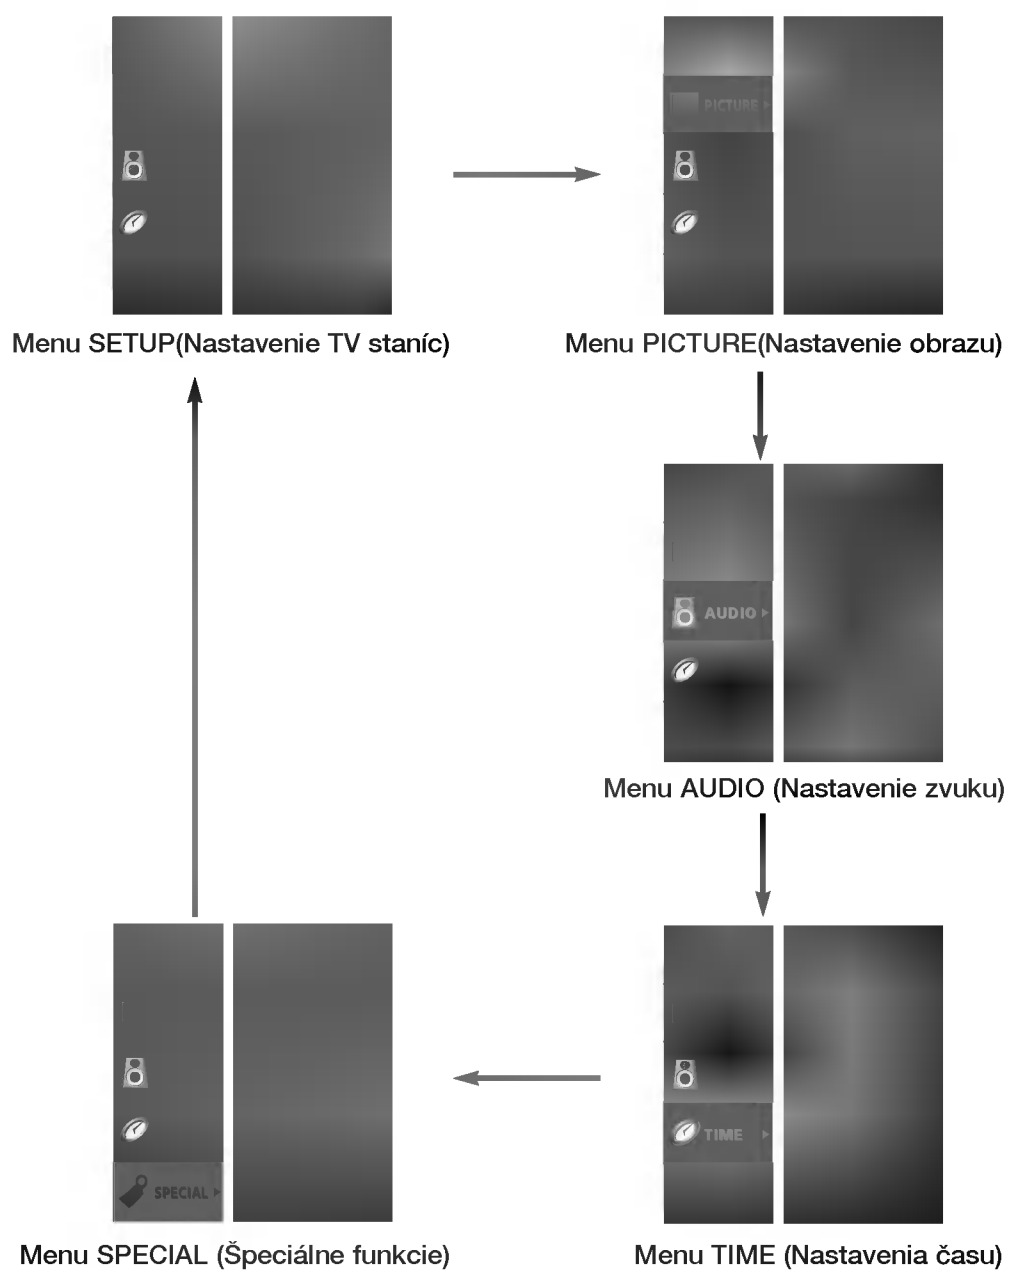 PICTURE
Menu SETUP(Nastavenie TV staníc)
Menu PICTURE(Nastavenie obrazu)
AUDIO
Menu AUDIO (Nastavenie zvuku)
TIME
SPECIAL
Menu SPECIAL (Špeciálne funkcie)
Menu TIME (Nastavenia času)